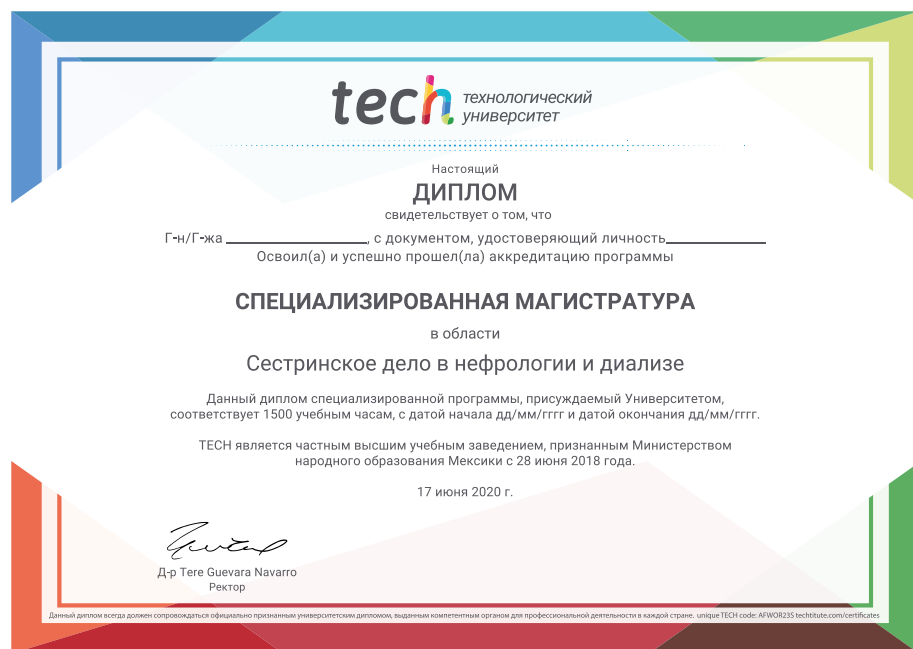 tech технологический
университет
Настоящий
ДИПЛОМ
свидетельствует о том, что
Г-н/Г-жа ____________________, с документом, удостоверяющий личность______________
Освоил(а) и успешно прошел(ла) аккредитацию программы
СПЕЦИАЛИЗИРОВАННАЯ МАГИСТРАТУРА
в области
Сестринское дело в нефрологии и диализе
Данный диплом специализированной программы, присуждаемый Университетом,
соответствует 1500 учебным часам, с датой начала дд/мм/гггг и датой окончания дд/мм/гггг.
TECH является частным высшим учебным заведением, признанным Министерством
народного образования Мексики с 28 июня 2018 года.
17 июня 2020 г.
Д-р Tere Guevara Navarro
Ректор
Данный диплом всегда должен сопровождаться официально признанным университетским дипломом, выданным компетентным органом для профессиональной деятельности в каждой стране. unique TECH code: AFWOR23S techtitute.com/certificates